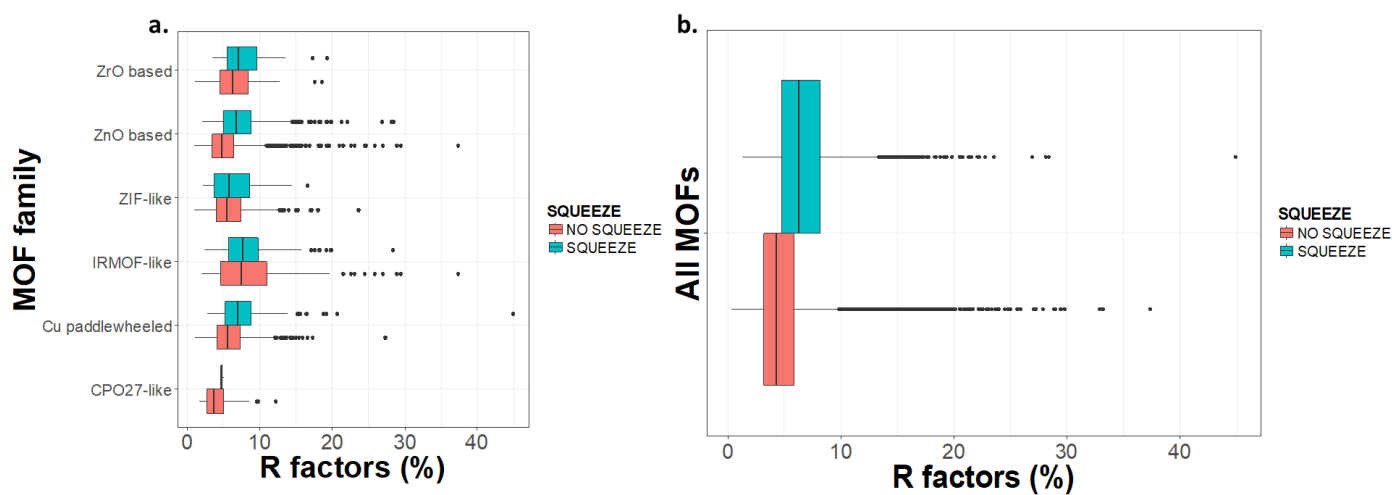 a.
MOF family
ZrO based
ZnO based
ZIF-like
IRMOF-like
Cu paddlewheeled
CPO27-like
0 10 20 30 40
R factors (%)
SQUEEZE
NO SQUEEZE
SQUEEZE
b.
All MOFs
0 10 20 30 40
R factors (%)
SQUEEZE
NO SQUEEZE
SQUEEZE